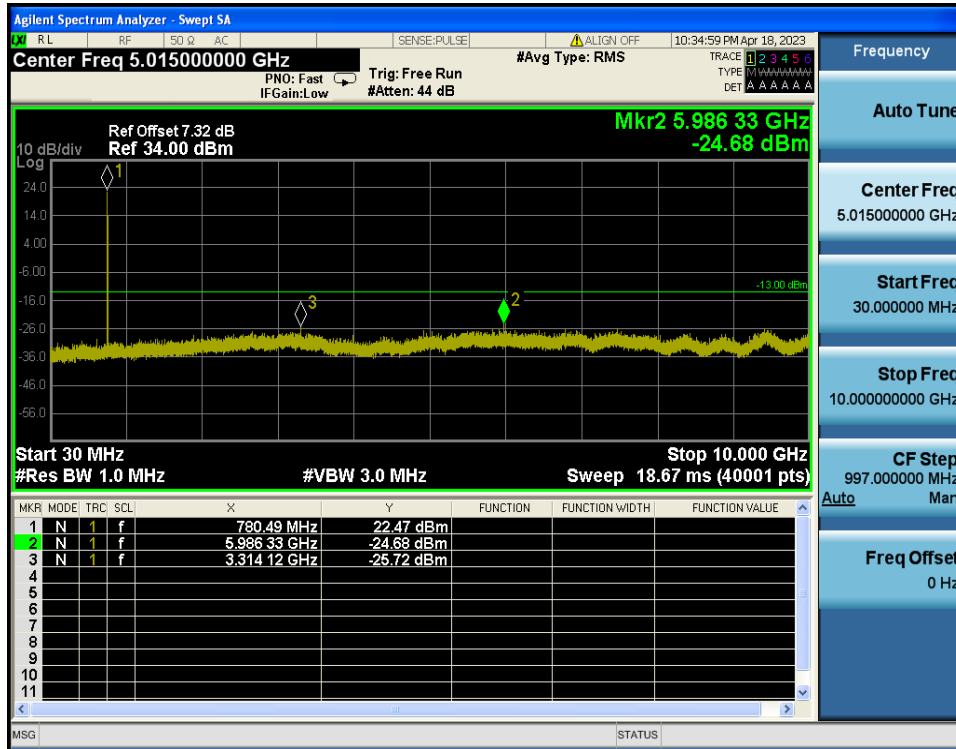 Agilent Spectrum Analyzer - Swept SA
LXI RL RF 50 Ω AC SENSE:PULSE ALIGN OFF 10:34:59 PM Apr 18, 2023
Center Freq 5.015000000 GHz #Avg Type: RMS TRACE 1 2 3 4 5 6
PNO: Fast Trig: Free Run TYPE M W W W W W
IFGain:Low #Atten: 44 dB DET A A A A A A
Mkr2 5.986 33 GHz
Ref Offset 7.32 dB
10 dB/div Ref 34.00 dBm -24.68 dBm
Log
1
24.0
14.0
4.00
-6.00
-13.00 dBm
-16.0
3 2
-26.0
-36.0
-46.0
-56.0
Start 30 MHz Stop 10.000 GHz
#Res BW 1.0 MHz #VBW 3.0 MHz Sweep 18.67 ms (40001 pts)
MKR MODE TRC SCL X Y FUNCTION FUNCTION WIDTH FUNCTION VALUE
1 N 1 f 780.49 MHz 22.47 dBm
2 N 1 f 5.986 33 GHz -24.68 dBm
3 N 1 f 3.314 12 GHz -25.72 dBm
4
5
6
7
8
9
10
11
MSG STATUS
Frequency
Auto Tune
Center Freq
5.015000000 GHz
Start Freq
30.000000 MHz
Stop Freq
10.000000000 GHz
CF Step
997.000000 MHz
Auto Man
Freq Offset
0 Hz